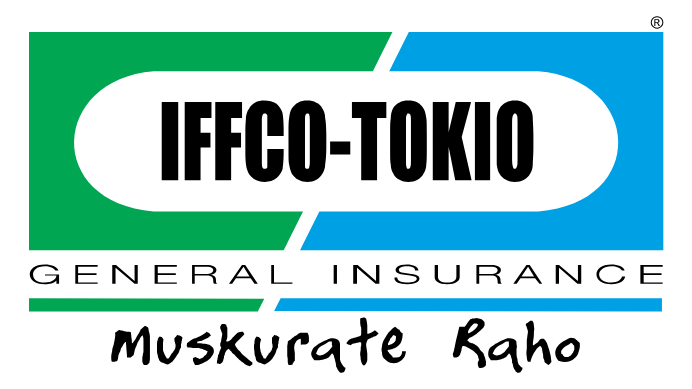 ®
IFFCO-TOKIO
GENERAL INSURANCE
Muskurate Raho